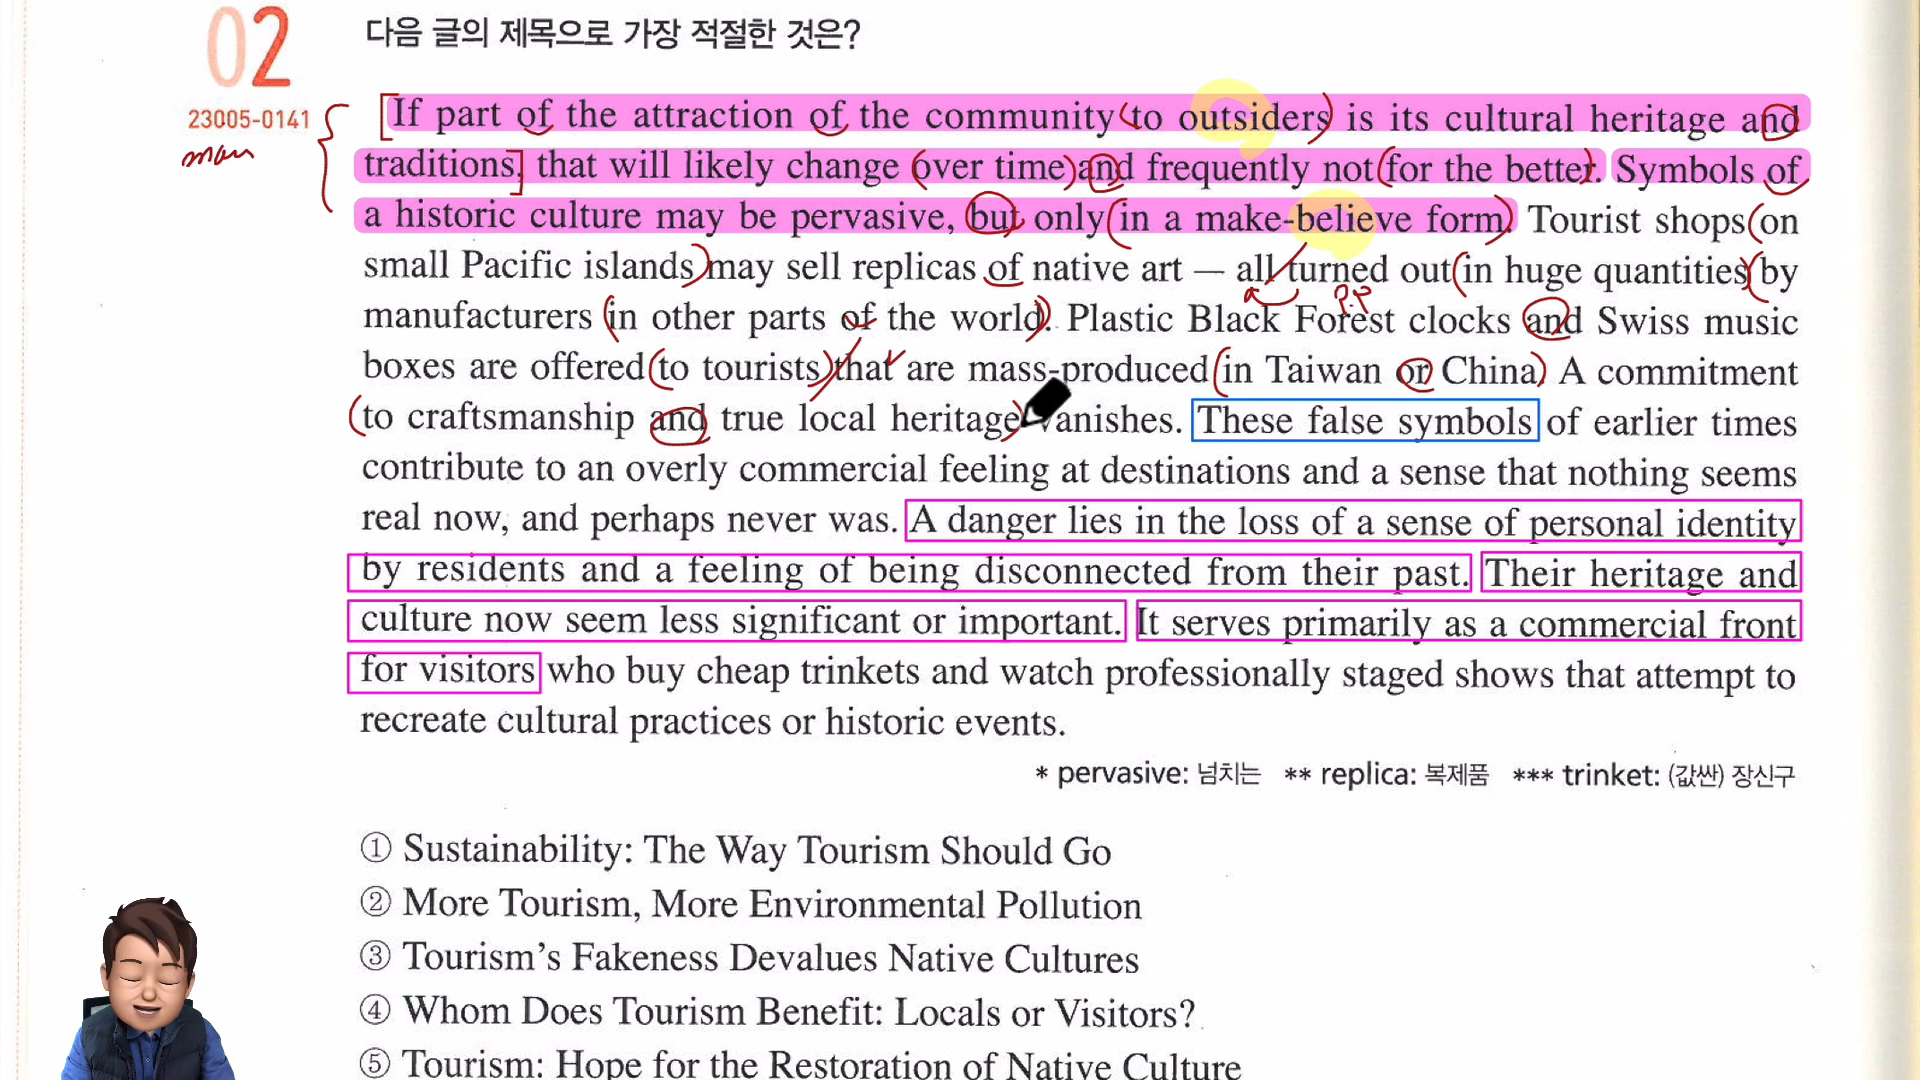 02
다음 글의 제목으로 가장 적절한 것은?
23005-0141
man
[If part of the attraction of the community (to outsiders) is its cultural heritage and
traditions,] that will likely change (over time) and frequently not (for the better). Symbols of
a historic culture may be pervasive, but only (in a make-believe form). Tourist shops (on
small Pacific islands) may sell replicas of native art — all turned out (in huge quantities) (by
P.P
manufacturers (in other parts of the world). Plastic Black Forest clocks and Swiss music
boxes are offered (to tourists) that are mass-produced (in Taiwan or China). A commitment
(to craftsmanship and true local heritage) vanishes. These false symbols of earlier times
contribute to an overly commercial feeling at destinations and a sense that nothing seems
real now, and perhaps never was. A danger lies in the loss of a sense of personal identity
by residents and a feeling of being disconnected from their past. Their heritage and
culture now seem less significant or important. It serves primarily as a commercial front
for visitors who buy cheap trinkets and watch professionally staged shows that attempt to
recreate cultural practices or historic events.
* pervasive: 넘치는 ** replica: 복제품 *** trinket: (값싼) 장신구
① Sustainability: The Way Tourism Should Go
② More Tourism, More Environmental Pollution
③ Tourism's Fakeness Devalues Native Cultures
④ Whom Does Tourism Benefit: Locals or Visitors?
⑤ Tourism: Hope for the Restoration of Native Culture